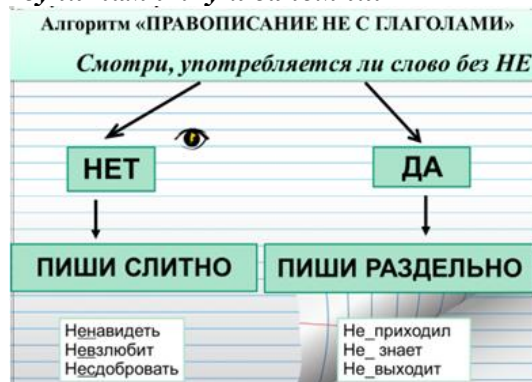 Алгоритм «ПРАВОПИСАНИЕ НЕ С ГЛАГОЛАМИ»
Смотри, употребляется ли слово без НЕ
НЕТ
ДА
ПИШИ СЛИТНО
ПИШИ РАЗДЕЛЬНО
Ненавидеть
Невзлюбит
Несдобровать
Не_приходил
Не_ знает
Не_выходит